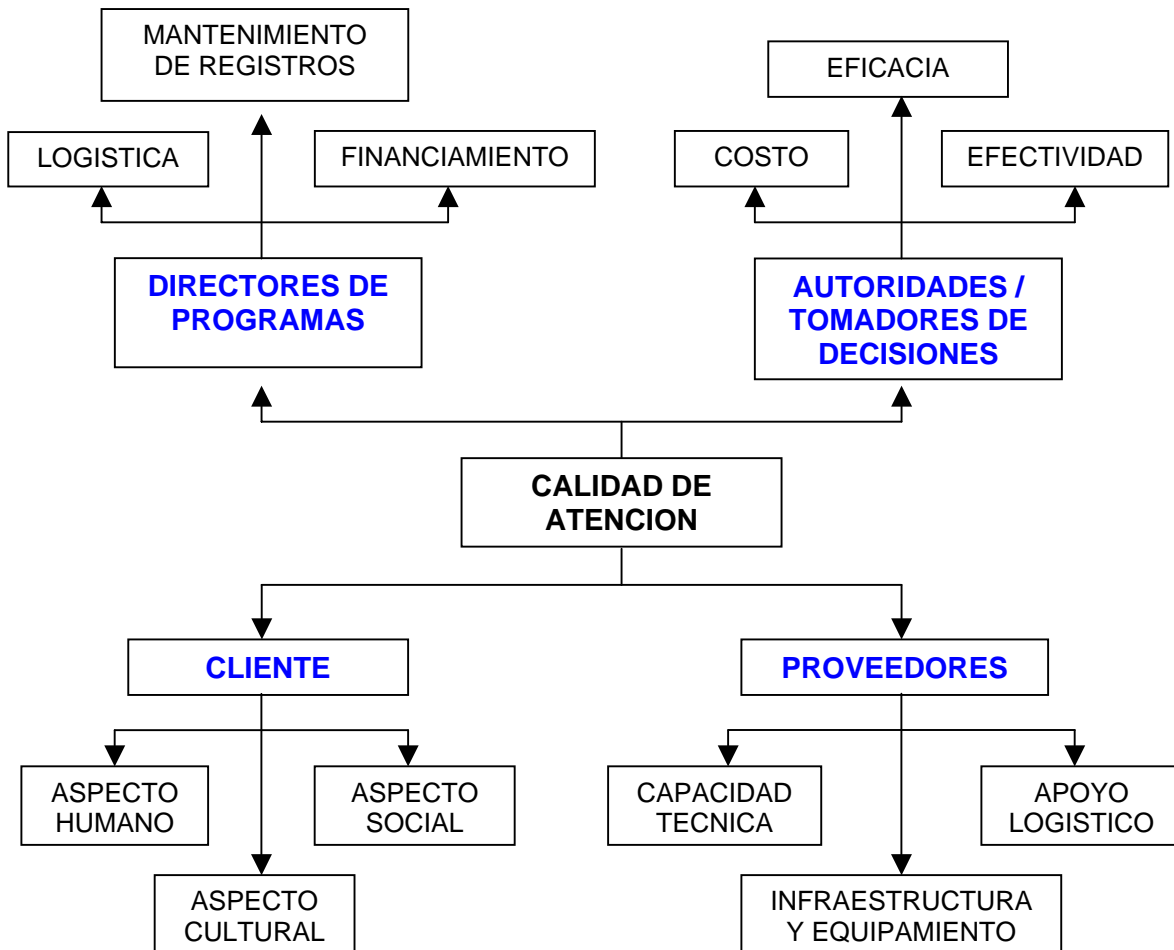 MANTENIMIENTO
DE REGISTROS
EFICACIA
LOGISTICA
FINANCIAMIENTO
COSTO
EFECTIVIDAD
DIRECTORES DE
PROGRAMAS
AUTORIDADES /
TOMADORES DE
DECISIONES
CALIDAD DE
ATENCION
CLIENTE
PROVEEDORES
ASPECTO
HUMANO
ASPECTO
SOCIAL
CAPACIDAD
TECNICA
APOYO
LOGISTICO
ASPECTO
CULTURAL
INFRAESTRUCTURA
Y EQUIPAMIENTO